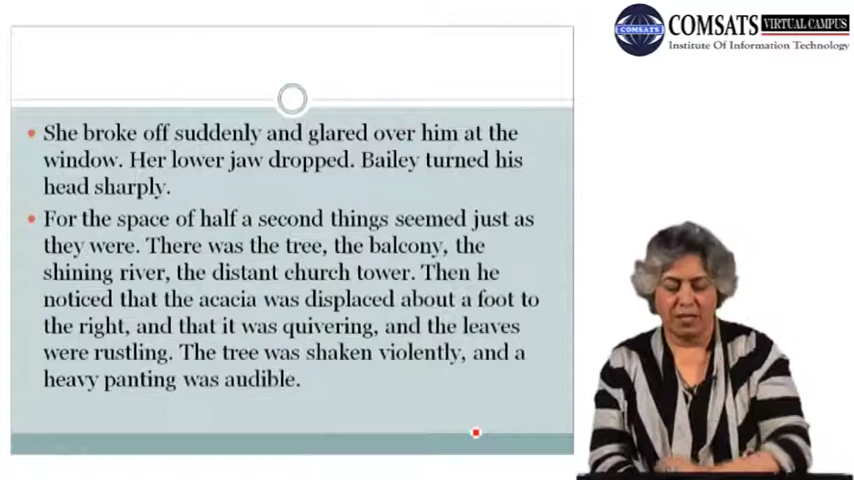 COMSATS VIRTUAL CAMPUS
COMSATS
Institute Of Information Technology
She broke off suddenly and glared over him at the
window. Her lower jaw dropped. Bailey turned his
head sharply.
For the space of half a second things seemed just as
they were. There was the tree, the balcony, the
shining river, the distant church tower. Then he
noticed that the acacia was displaced about a foot to
the right, and that it was quivering, and the leaves
were rustling. The tree was shaken violently, and a
heavy panting was audible.